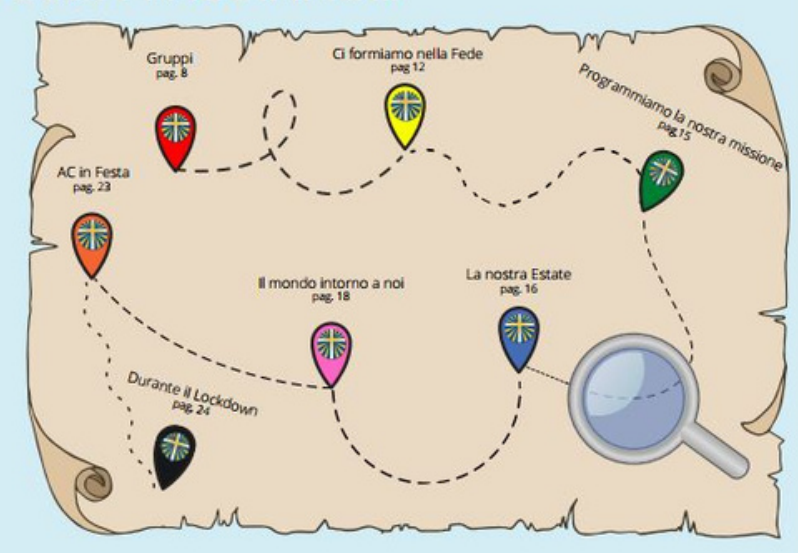 Gruppi
pag. 8
Ci formiamo nella Fede
pag 12
Programmiamo la nostra missione
pag.15
AC in Festa
pag. 23
Il mondo intorno a noi
pag. 18
La nostra Estate
pag. 16
Durante il Lockdown
pag. 24